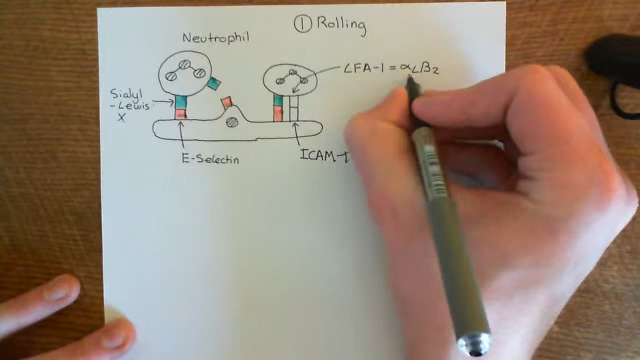 ① Rolling
Neutrophil
LFA-1 = αLβ2
Sialyl
-Lewis
X
E-Selectin
ICAM-1